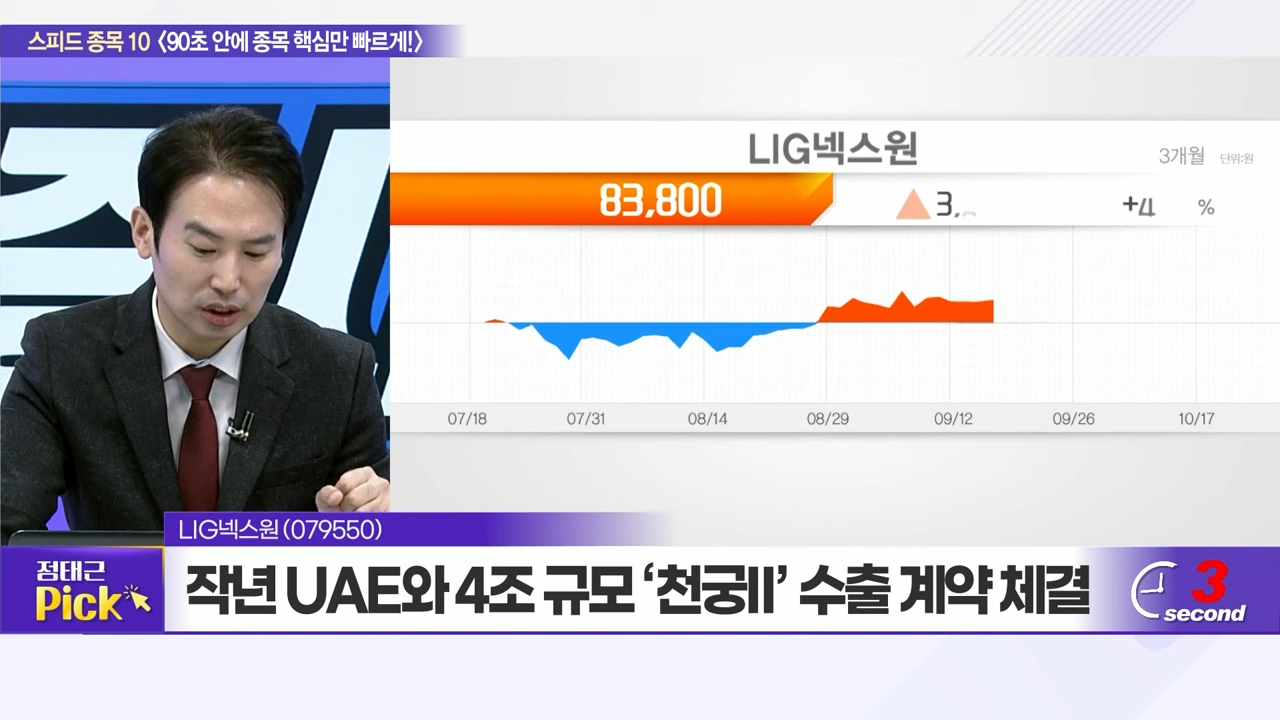 스피드 종목 10 <90초 안에 종목 핵심만 빠르게!>
LIG넥스원
3개월 단위:원
83,800 ▲3, +4 %
07/18 07/31 08/14 08/29 09/12 09/26 10/17
LIG넥스원(079550)
정태근
Pick
작년 UAE와 4조 규모 '천궁II' 수출 계약 체결
3
second